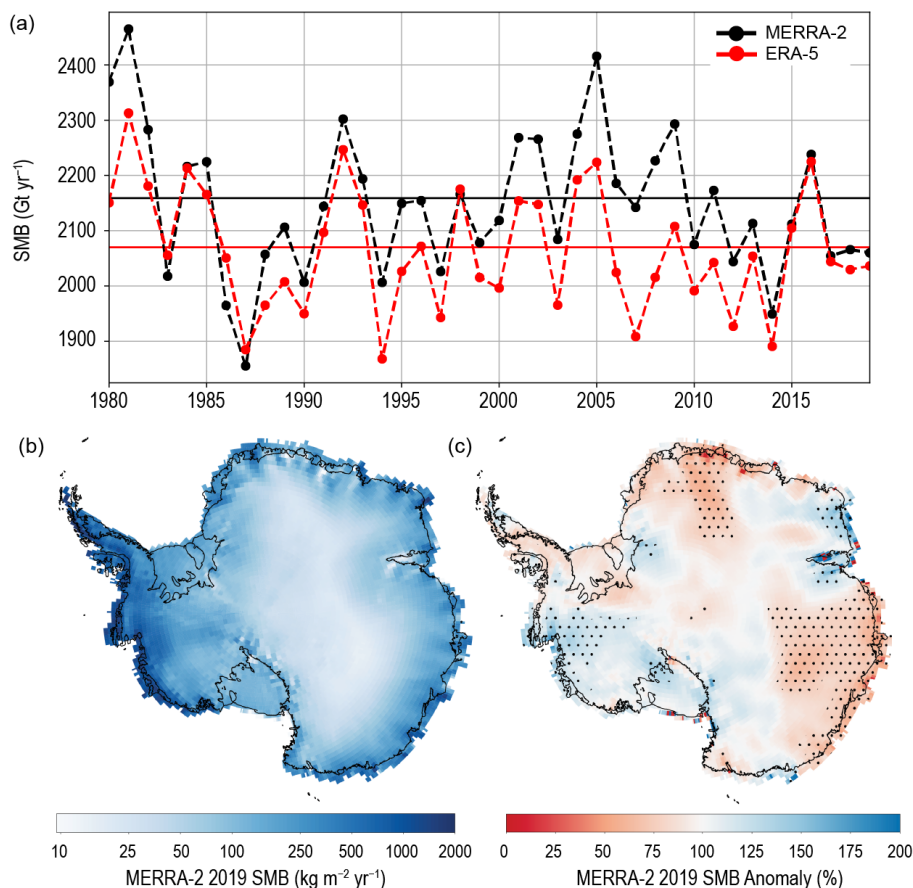 (a)
MERRA-2
ERA-5
SMB (Gt yr⁻¹)
2400
2300
2200
2100
2000
1900
1980 1985 1990 1995 2000 2005 2010 2015
(b) (c)
10 25 50 100 250 500 1000 2000
MERRA-2 2019 SMB (kg m⁻² yr⁻¹)
0 25 50 75 100 125 150 175 200
MERRA-2 2019 SMB Anomaly (%)